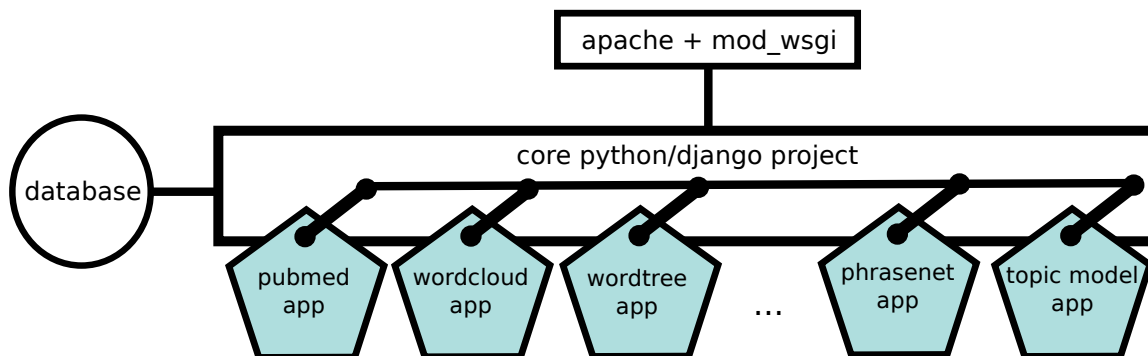 apache + mod_wsgi
core python/django project
database
pubmed
app
wordcloud
app
wordtree
app
...
phrasenet
app
topic model
app